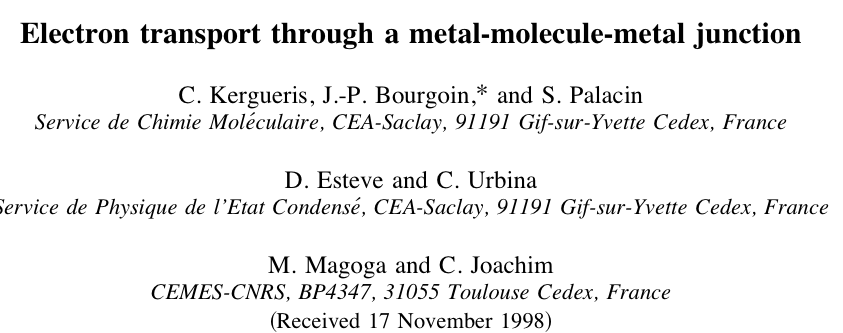 Electron transport through a metal-molecule-metal junction
C. Kergueris, J.-P. Bourgoin,* and S. Palacin
Service de Chimie Moléculaire, CEA-Saclay, 91191 Gif-sur-Yvette Cedex, France
D. Esteve and C. Urbina
Service de Physique de l'Etat Condensé, CEA-Saclay, 91191 Gif-sur-Yvette Cedex, France
M. Magoga and C. Joachim
CEMES-CNRS, BP4347, 31055 Toulouse Cedex, France
(Received 17 November 1998)